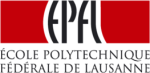 EPFL
ÉCOLE POLYTECHNIQUE
FÉDÉRALE DE LAUSANNE